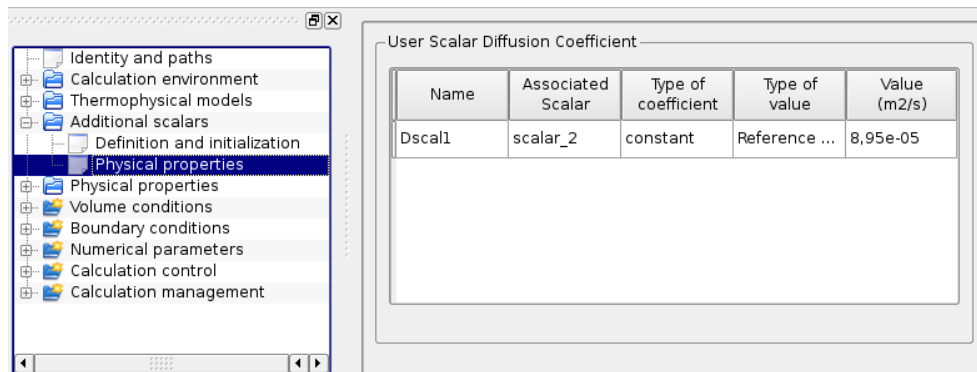 Identity and paths
Calculation environment
Thermophysical models
Additional scalars
Definition and initialization
Physical properties
Physical properties
Volume conditions
Boundary conditions
Numerical parameters
Calculation control
Calculation management
User Scalar Diffusion Coefficient
Name Associated Scalar Type of coefficient Type of value Value (m2/s)
Dscal1 scalar_2 constant Reference ... 8,95e-05